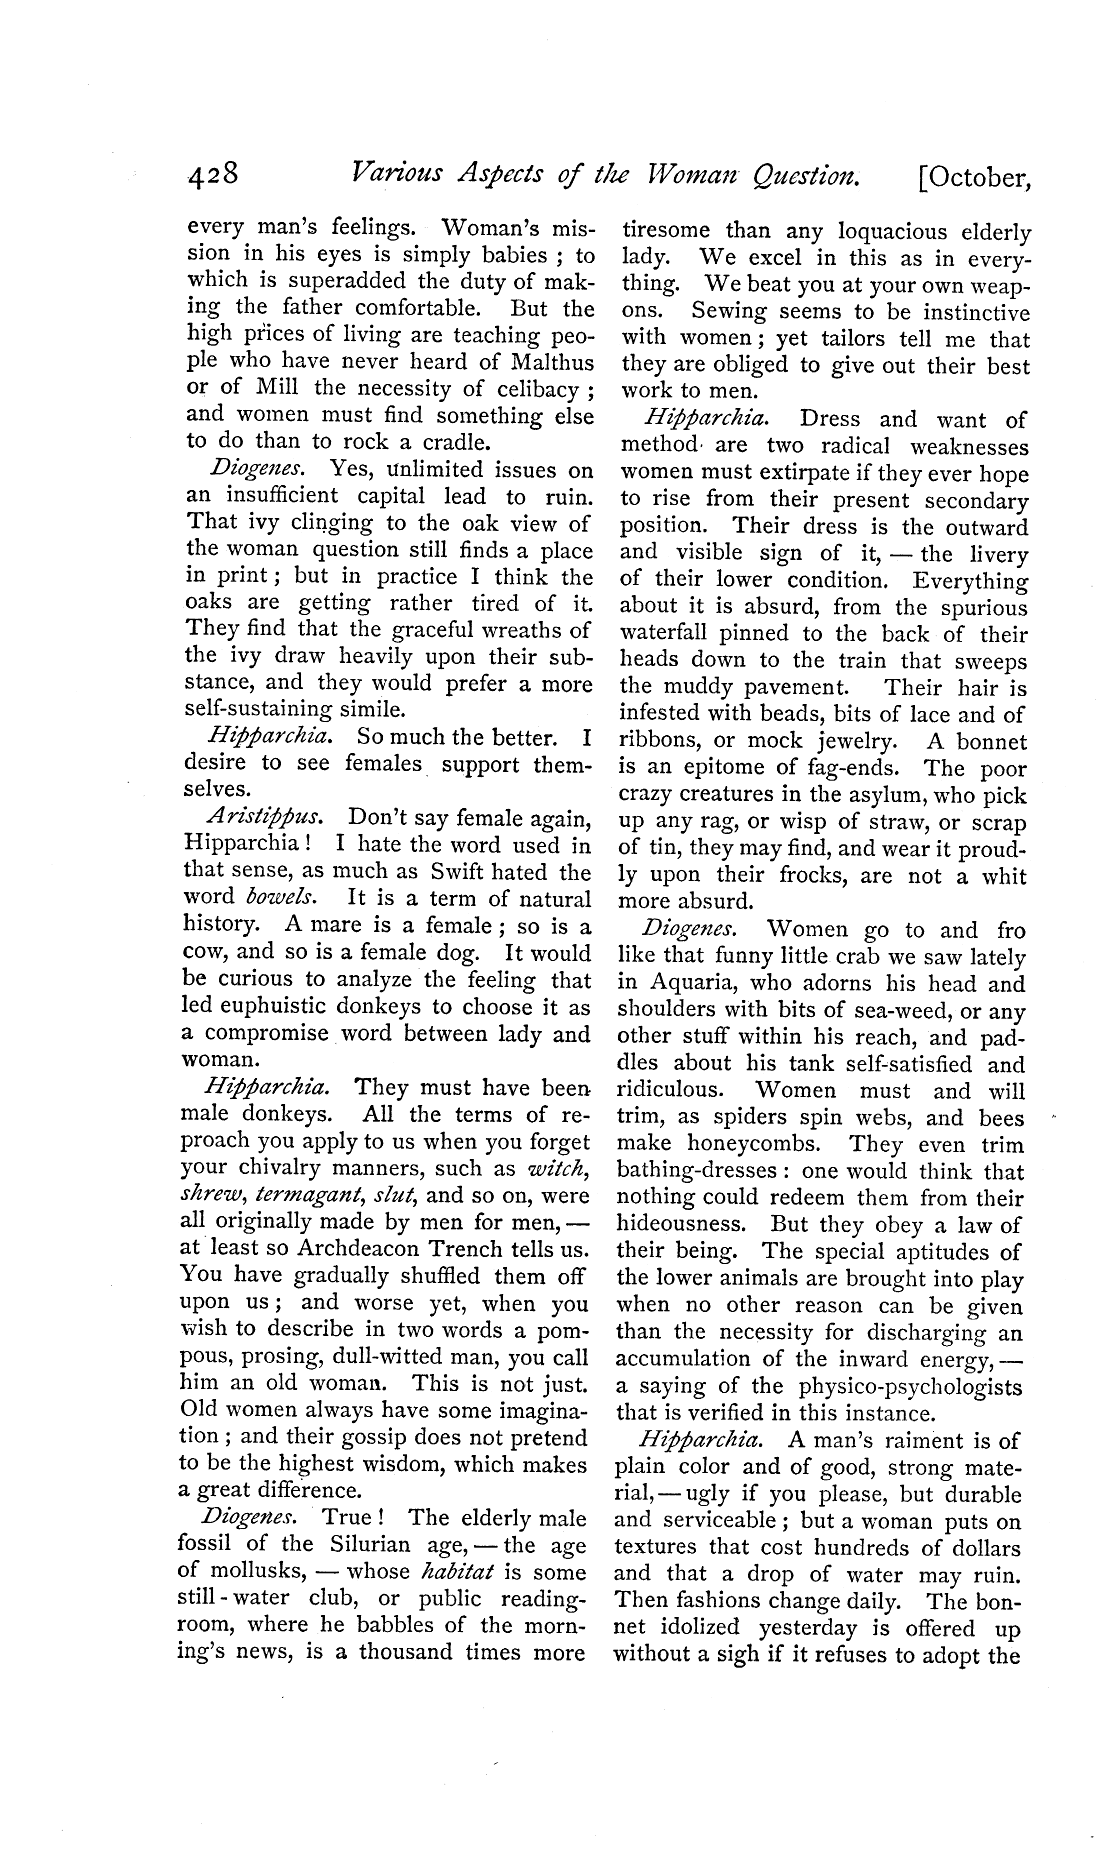 428 Various Aspects of the Woman Question. [October,
every man's feelings. Woman's mis-
sion in his eyes is simply babies ; to
which is superadded the duty of mak-
ing the father comfortable. But the
high prices of living are teaching peo-
ple who have never heard of Malthus
or of Mill the necessity of celibacy ;
and women must find something else
to do than to rock a cradle.
Diogenes. Yes, unlimited issues on
an insufficient capital lead to ruin.
That ivy clinging to the oak view of
the woman question still finds a place
in print ; but in practice I think the
oaks are getting rather tired of it.
They find that the graceful wreaths of
the ivy draw heavily upon their sub-
stance, and they would prefer a more
self-sustaining simile.
Hipparchia. So much the better. I
desire to see females support them-
selves.
Aristippus. Don't say female again,
Hipparchia ! I hate the word used in
that sense, as much as Swift hated the
word bowels. It is a term of natural
history. A mare is a female ; so is a
cow, and so is a female dog. It would
be curious to analyze the feeling that
led euphuistic donkeys to choose it as
a compromise word between lady and
woman.
Hipparchia. They must have been
male donkeys. All the terms of re-
proach you apply to us when you forget
your chivalry manners, such as witch,
shrew, termagant, slut, and so on, were
all originally made by men for men, —
at least so Archdeacon Trench tells us.
You have gradually shuffled them off
upon us ; and worse yet, when you
wish to describe in two words a pom-
pous, prosing, dull-witted man, you call
him an old woman. This is not just.
Old women always have some imagina-
tion ; and their gossip does not pretend
to be the highest wisdom, which makes
a great difference.
Diogenes. True ! The elderly male
fossil of the Silurian age, — the age
of mollusks, — whose habitat is some
still-water club, or public reading-
room, where he babbles of the morn-
ing's news, is a thousand times more
tiresome than any loquacious elderly
lady. We excel in this as in every-
thing. We beat you at your own weap-
ons. Sewing seems to be instinctive
with women ; yet tailors tell me that
they are obliged to give out their best
work to men.
Hipparchia. Dress and want of
method are two radical weaknesses
women must extirpate if they ever hope
to rise from their present secondary
position. Their dress is the outward
and visible sign of it, — the livery
of their lower condition. Everything
about it is absurd, from the spurious
waterfall pinned to the back of their
heads down to the train that sweeps
the muddy pavement. Their hair is
infested with beads, bits of lace and of
ribbons, or mock jewelry. A bonnet
is an epitome of fag-ends. The poor
crazy creatures in the asylum, who pick
up any rag, or wisp of straw, or scrap
of tin, they may find, and wear it proud-
ly upon their frocks, are not a whit
more absurd.
Diogenes. Women go to and fro
like that funny little crab we saw lately
in Aquaria, who adorns his head and
shoulders with bits of sea-weed, or any
other stuff within his reach, and pad-
dles about his tank self-satisfied and
ridiculous. Women must and will
trim, as spiders spin webs, and bees
make honeycombs. They even trim
bathing-dresses : one would think that
nothing could redeem them from their
hideousness. But they obey a law of
their being. The special aptitudes of
the lower animals are brought into play
when no other reason can be given
than the necessity for discharging an
accumulation of the inward energy, —
a saying of the physico-psychologists
that is verified in this instance.
Hipparchia. A man's raiment is of
plain color and of good, strong mate-
rial, — ugly if you please, but durable
and serviceable ; but a woman puts on
textures that cost hundreds of dollars
and that a drop of water may ruin.
Then fashions change daily. The bon-
net idolized yesterday is offered up
without a sigh if it refuses to adopt the